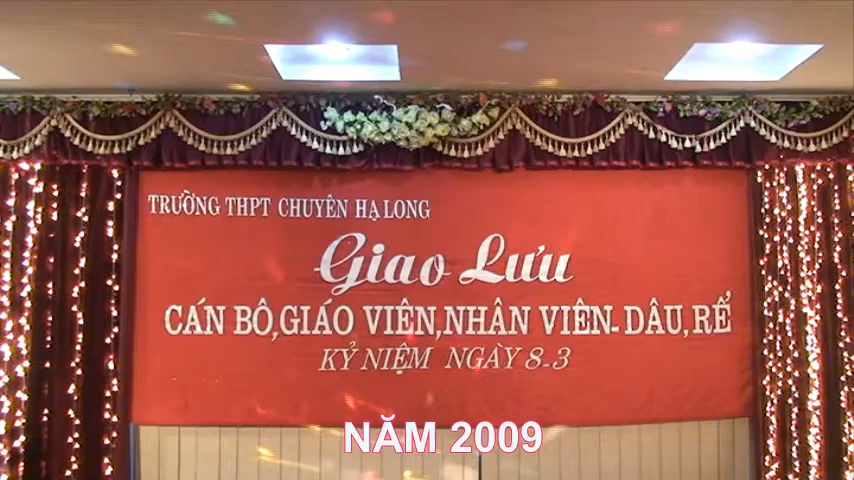 TRƯỜNG THPT CHUYÊN HẠ LONG
Giao Lưu
CÁN BỘ,GIÁO VIÊN,NHÂN VIÊN-DÂU,RỂ
KỶ NIỆM NGÀY 8-3
NĂM 2009